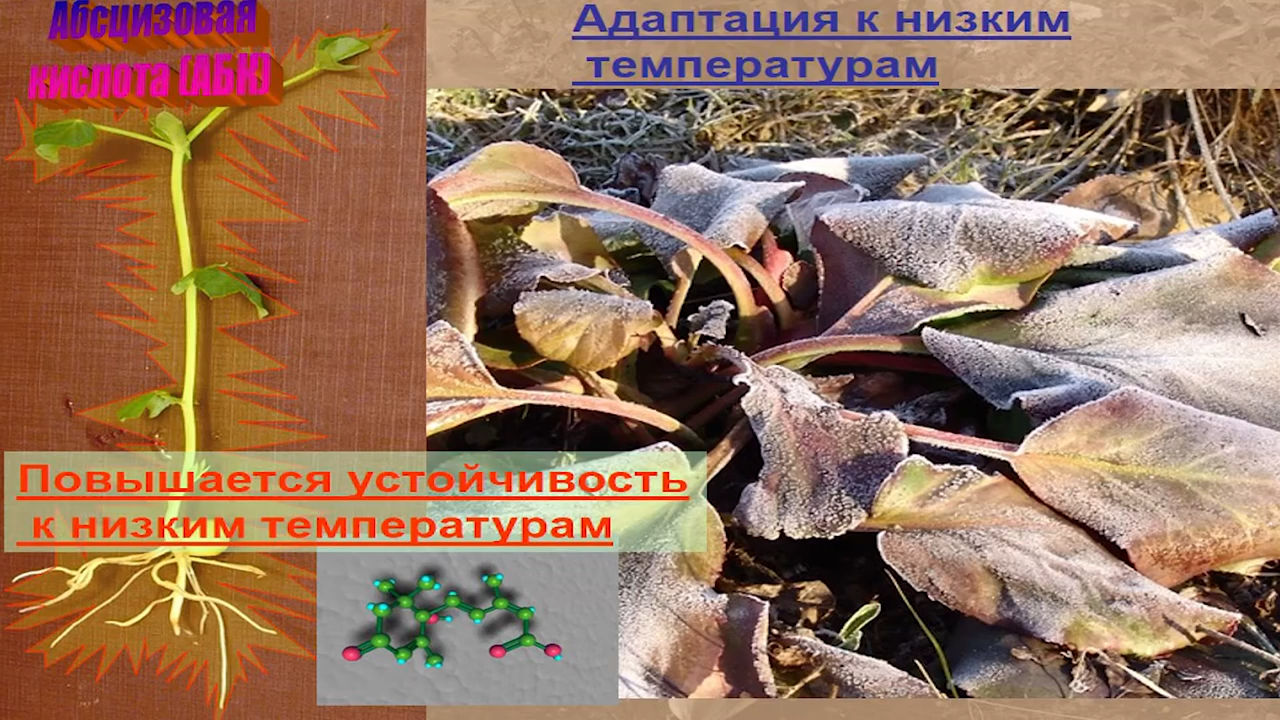 Абсцизовая
кислота (АБК)
Адаптация к низким
температурам
Повышается устойчивость
к низким температурам